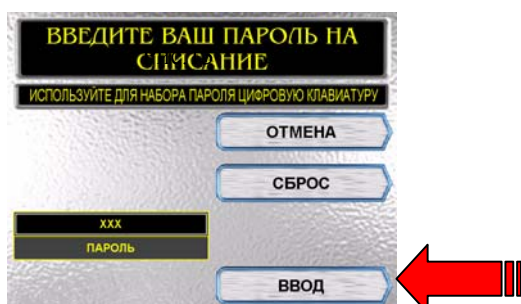 ВВЕДИТЕ ВАШ ПАРОЛЬ НА
СПИСАНИЕ
ИСПОЛЬЗУЙТЕ ДЛЯ НАБОРА ПАРОЛЯ ЦИФРОВУЮ КЛАВИАТУРУ
ОТМЕНА
СБРОС
XXX
ПАРОЛЬ
ВВОД